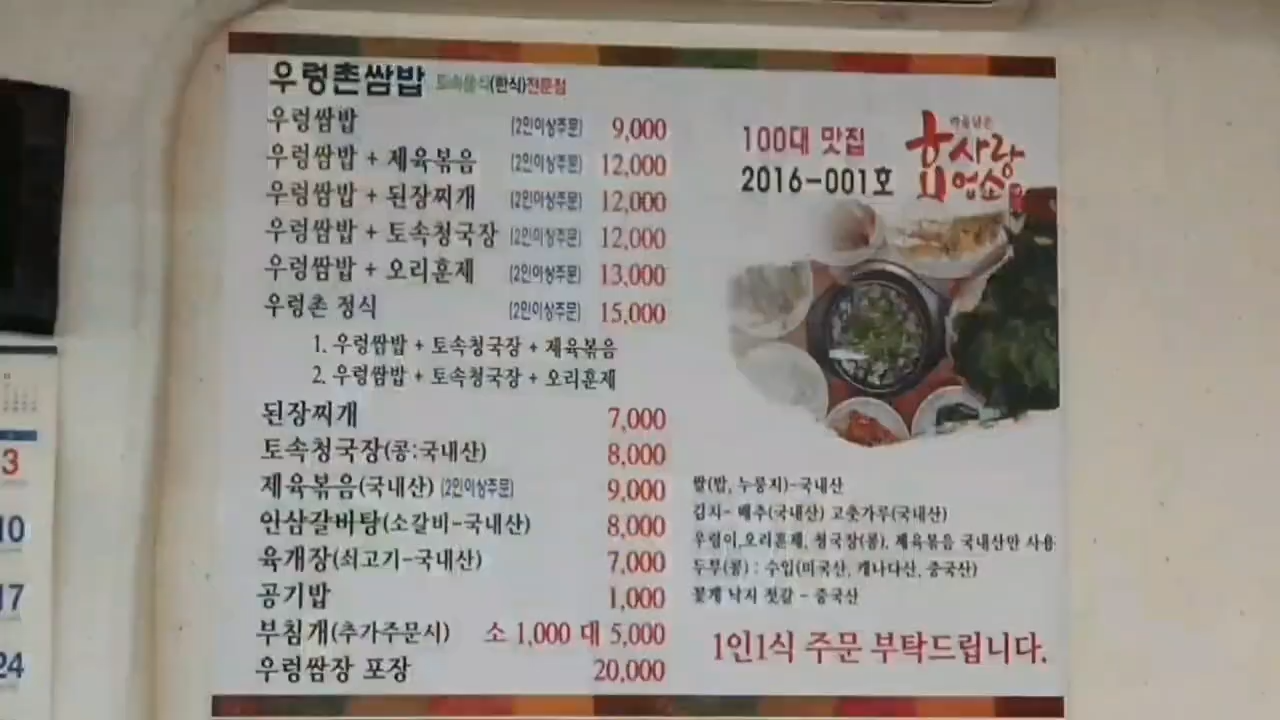 우렁촌쌈밥 토속음식(한식)전문점
우렁쌈밥 (2인이상주문) 9,000
우렁쌈밥 + 제육볶음 (2인이상주문) 12,000
우렁쌈밥 + 된장찌개 (2인이상주문) 12,000
우렁쌈밥 + 토속청국장 (2인이상주문) 12,000
우렁쌈밥 + 오리훈제 (2인이상주문) 13,000
우렁촌 정식 (2인이상주문) 15,000
1. 우렁쌈밥 + 토속청국장 + 제육볶음
2. 우렁쌈밥 + 토속청국장 + 오리훈제
된장찌개 7,000
토속청국장(콩:국내산) 8,000
제육볶음(국내산) (2인이상주문) 9,000
인삼갈비탕(소갈비-국내산) 8,000
육개장(쇠고기-국내산) 7,000
공기밥 1,000
부침개(추가주문시) 소 1,000 대 5,000
우렁쌈장 포장 20,000
100대 맛집
2016-001호
사랑
업소
쌀(밥, 누룽지)-국내산
김치- 배추(국내산) 고춧가루(국내산)
우렁이,오리훈제, 청국장(콩), 제육볶음 국내산만 사용
두부(콩) : 수입(미국산, 캐나다산, 중국산)
꽃게 낙지 젓갈 - 중국산
1인1식 주문 부탁드립니다.
3
10
17
24